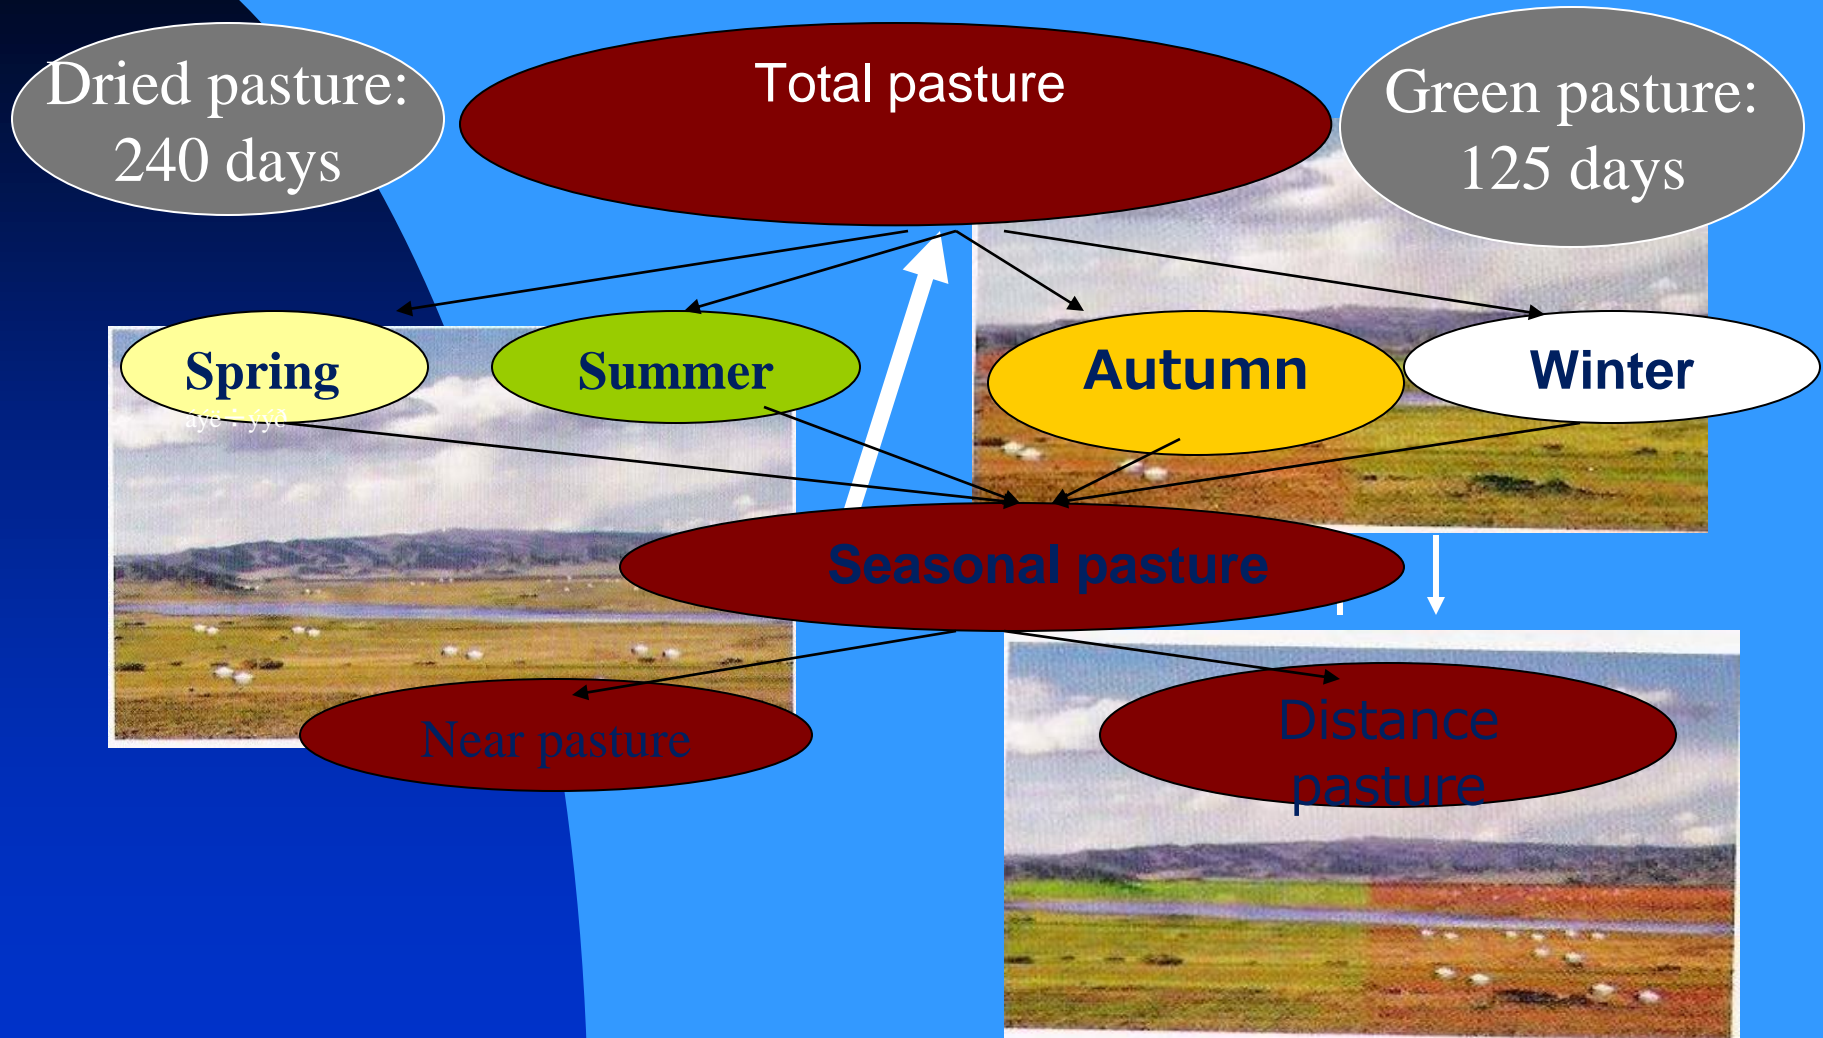 Dried pasture:
240 days
Total pasture
Green pasture:
125 days
Spring
Summer
Autumn
Winter
Seasonal pasture
Near pasture
Distance
pasture